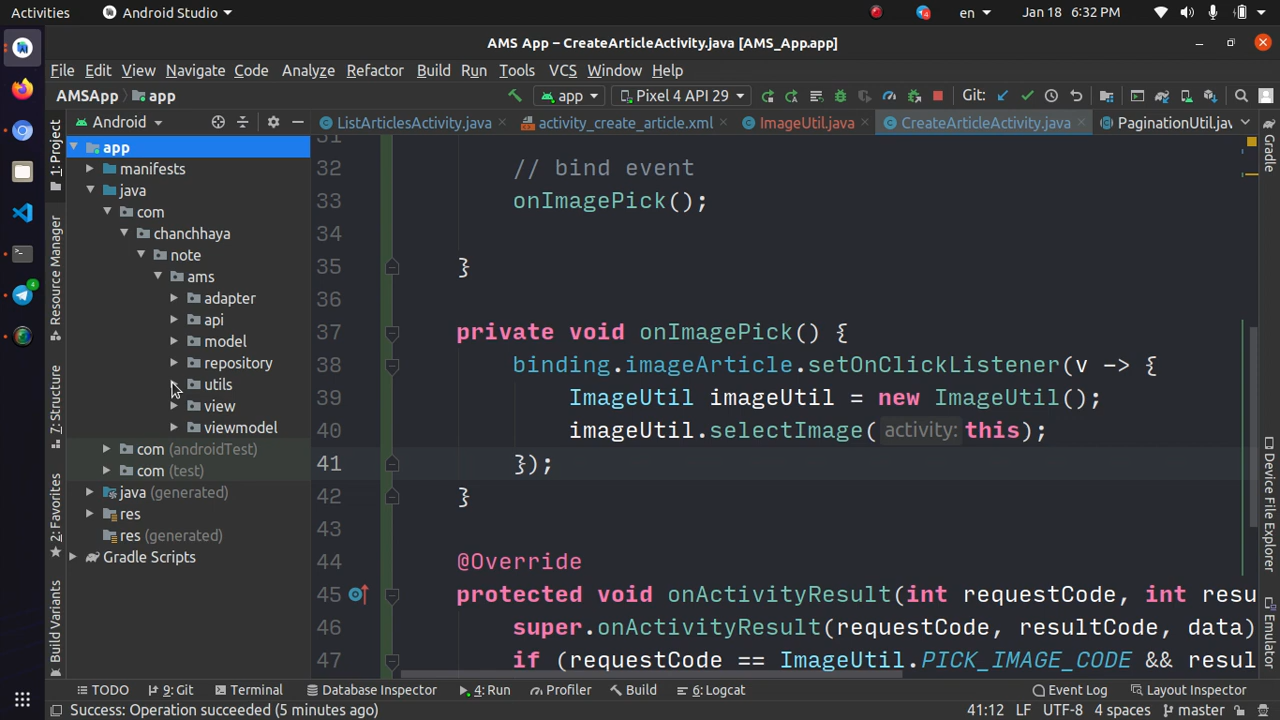 Activities
Android Studio
en
Jan 18 6:32 PM
AMS App – CreateArticleActivity.java [AMS_App.app]
File Edit View Navigate Code Analyze Refactor Build Run Tools VCS Window Help
AMSApp app
app
Pixel 4 API 29
Git:
Android
ListArticlesActivity.java
activity_create_article.xml
ImageUtil.java
CreateArticleActivity.java
PaginationUtil.jav
1: Project
Resource Manager
7: Structure
2: Favorites
Build Variants
app
manifests
java
com
chanchhaya
note
ams
adapter
api
model
repository
utils
view
viewmodel
com (androidTest)
com (test)
java (generated)
res
res (generated)
Gradle Scripts
31
32 // bind event
33 onImagePick();
34
35 }
36
37 private void onImagePick() {
38 binding.imageArticle.setOnClickListener(v -> {
39 ImageUtil imageUtil = new ImageUtil();
40 imageUtil.selectImage( activity: this);
41 });
42 }
43
44 @Override
45 protected void onActivityResult(int requestCode, int resu
46 super.onActivityResult(requestCode, resultCode, data)
47 if (requestCode == ImageUtil.PICK_IMAGE_CODE && resul
Gradle
Device File Explorer
Emulator
TODO
9: Git
Terminal
Database Inspector
4: Run
Profiler
Build
6: Logcat
Event Log
Layout Inspector
Success: Operation succeeded (5 minutes ago)
41:12 LF UTF-8 4 spaces master
4
4